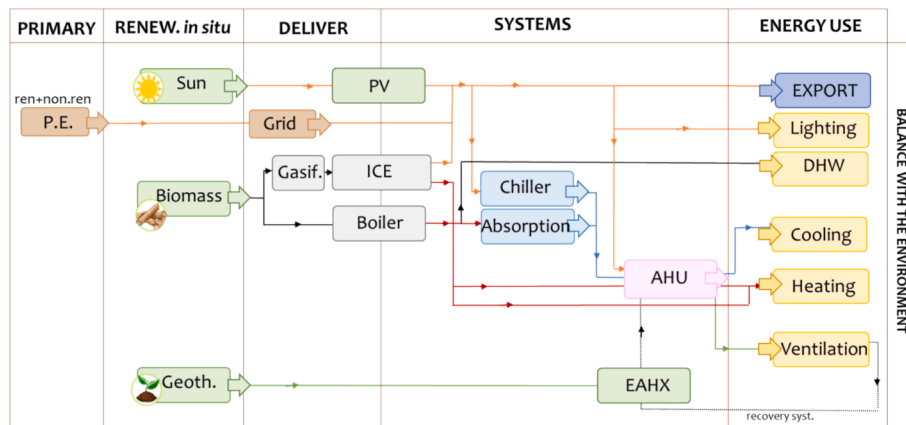 PRIMARY
RENEW. in situ
DELIVER
SYSTEMS
ENERGY USE
Sun
PV
EXPORT
ren+non.ren
P.E.
Grid
Lighting
Gasif.
ICE
DHW
Biomass
Chiller
Boiler
Absorption
Cooling
AHU
Heating
Ventilation
Geoth.
EAHX
recovery syst.
BALANCE WITH THE ENVIRONMENT